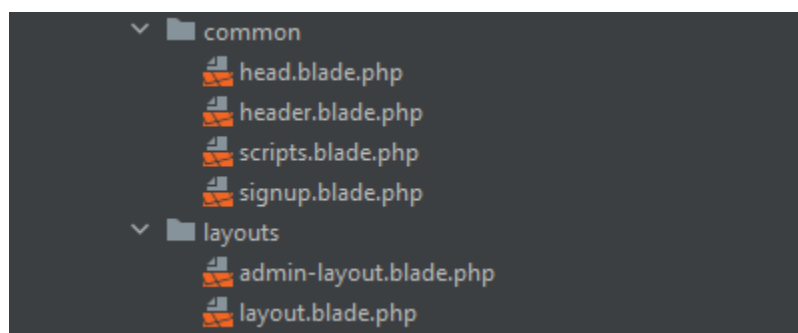 common
head.blade.php
header.blade.php
scripts.blade.php
signup.blade.php
layouts
admin-layout.blade.php
layout.blade.php